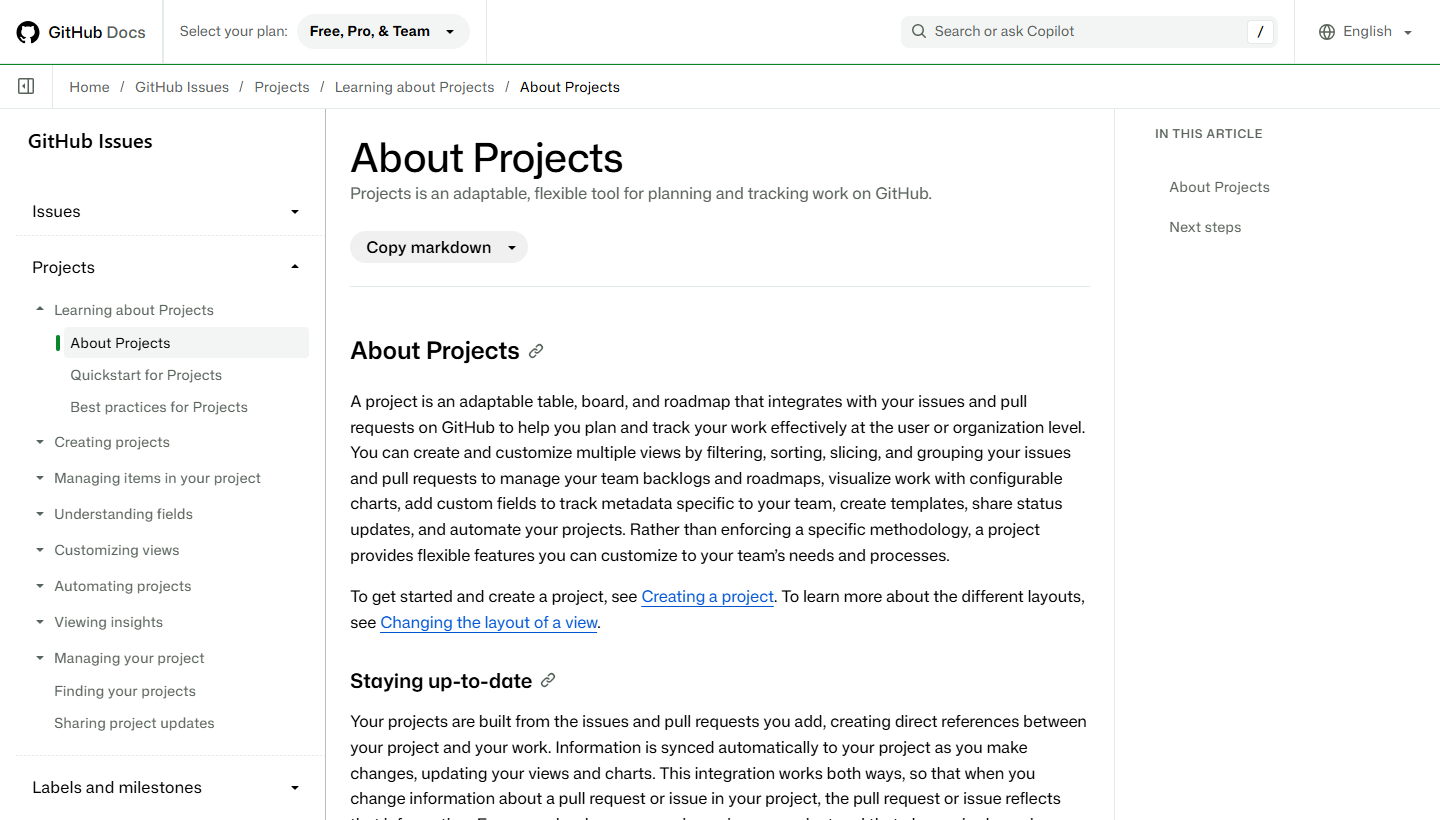 GitHub Docs
Select your plan: Free, Pro, & Team
Search or ask Copilot /
English
Home / GitHub Issues / Projects / Learning about Projects / About Projects
GitHub Issues
Issues
Projects
Learning about Projects
About Projects
Quickstart for Projects
Best practices for Projects
Creating projects
Managing items in your project
Understanding fields
Customizing views
Automating projects
Viewing insights
Managing your project
Finding your projects
Sharing project updates
Labels and milestones
About Projects
Projects is an adaptable, flexible tool for planning and tracking work on GitHub.
Copy markdown
About Projects
A project is an adaptable table, board, and roadmap that integrates with your issues and pull
requests on GitHub to help you plan and track your work effectively at the user or organization level.
You can create and customize multiple views by filtering, sorting, slicing, and grouping your issues
and pull requests to manage your team backlogs and roadmaps, visualize work with configurable
charts, add custom fields to track metadata specific to your team, create templates, share status
updates, and automate your projects. Rather than enforcing a specific methodology, a project
provides flexible features you can customize to your team’s needs and processes.
To get started and create a project, see Creating a project. To learn more about the different layouts,
see Changing the layout of a view.
Staying up-to-date
Your projects are built from the issues and pull requests you add, creating direct references between
your project and your work. Information is synced automatically to your project as you make
changes, updating your views and charts. This integration works both ways, so that when you
change information about a pull request or issue in your project, the pull request or issue reflects
IN THIS ARTICLE
About Projects
Next steps